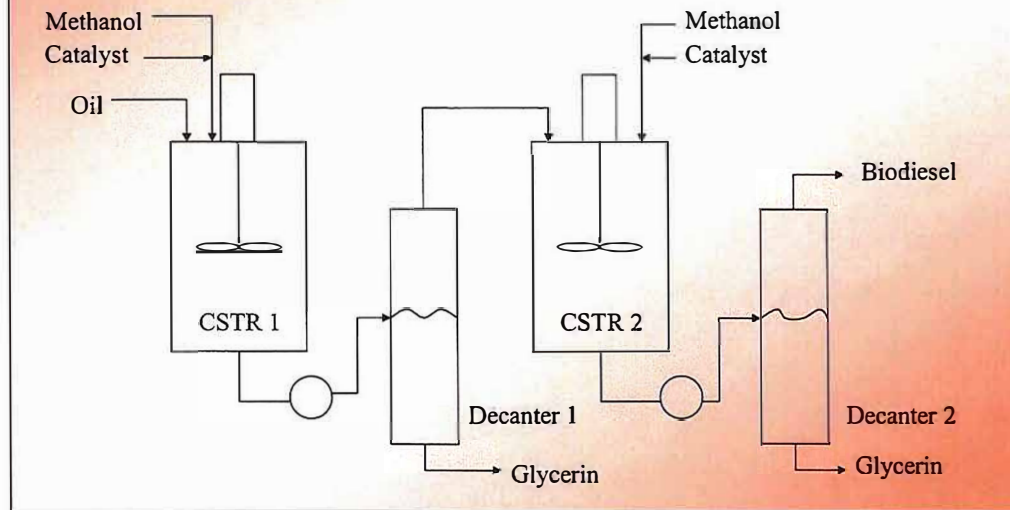 Methanol
Catalyst
Oil
CSTR 1
Decanter 1
Glycerin
Methanol
Catalyst
CSTR 2
Biodiesel
Decanter 2
Glycerin